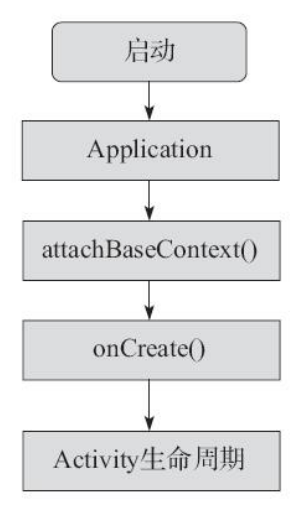 启动
Application
attachBaseContext()
onCreate()
Activity生命周期